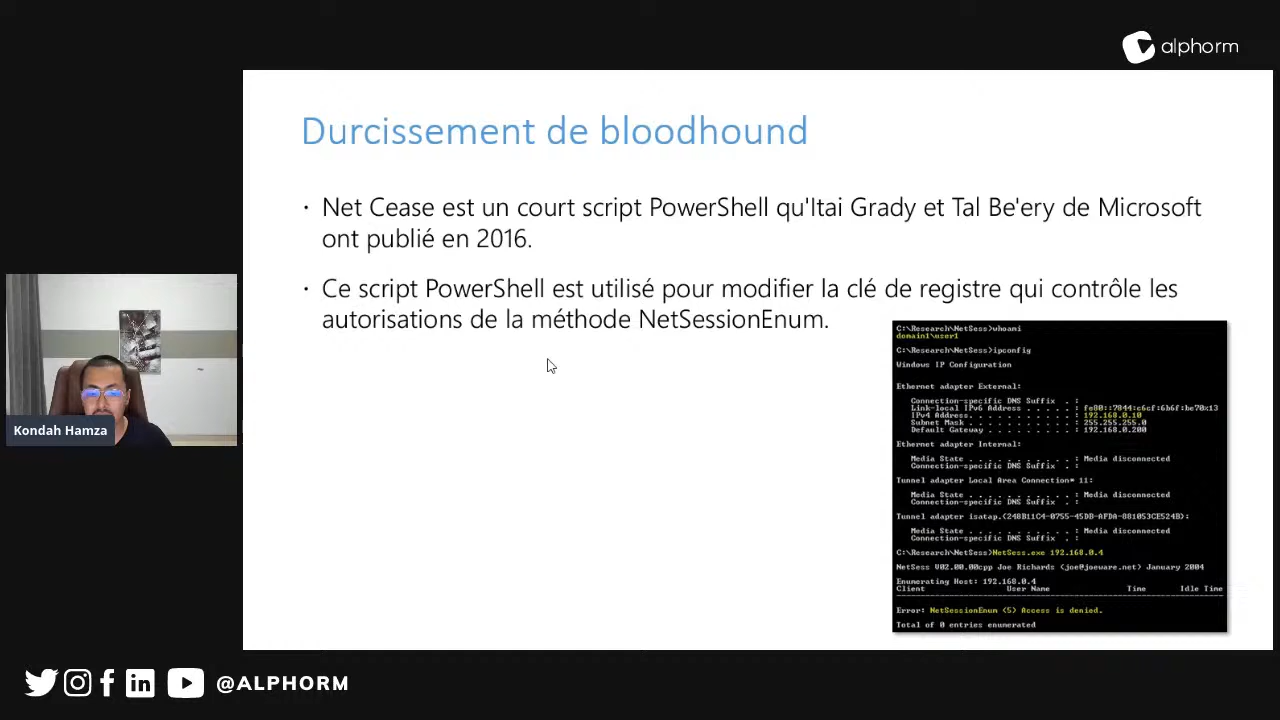 alphorm
Durcissement de bloodhound
· Net Cease est un court script PowerShell qu'Itai Grady et Tal Be'ery de Microsoft
ont publié en 2016.
· Ce script PowerShell est utilisé pour modifier la clé de registre qui contrôle les
autorisations de la méthode NetSessionEnum.
C:\Research\NetSess>whoami
domain1\user1
C:\Research\NetSess>ipconfig
Windows IP Configuration
Ethernet adapter External:
Connection-specific DNS Suffix . :
Link-local IPv6 Address . . . . . : fe80::7844:c6cf:6b6f:be70%13
IPv4 Address. . . . . . . . . . . : 192.168.0.10
Subnet Mask . . . . . . . . . . . : 255.255.255.0
Default Gateway . . . . . . . . . : 192.168.0.200
Ethernet adapter Internal:
Media State . . . . . . . . . . . : Media disconnected
Connection-specific DNS Suffix . :
Tunnel adapter Local Area Connection* 11:
Media State . . . . . . . . . . . : Media disconnected
Connection-specific DNS Suffix . :
Tunnel adapter isatap.{248B11C4-0755-45DB-AFDA-881053CE524B}:
Media State . . . . . . . . . . . : Media disconnected
Connection-specific DNS Suffix . :
C:\Research\NetSess>NetSess.exe 192.168.0.4
NetSess V02.00.00cpp Joe Richards (joe@joeware.net) January 2004
Enumerating Host: 192.168.0.4
Client User Name Time Idle Time
Error: NetSessionEnum (5) Access is denied.
Total of 0 entries enumerated
Kondah Hamza
@ALPHORM